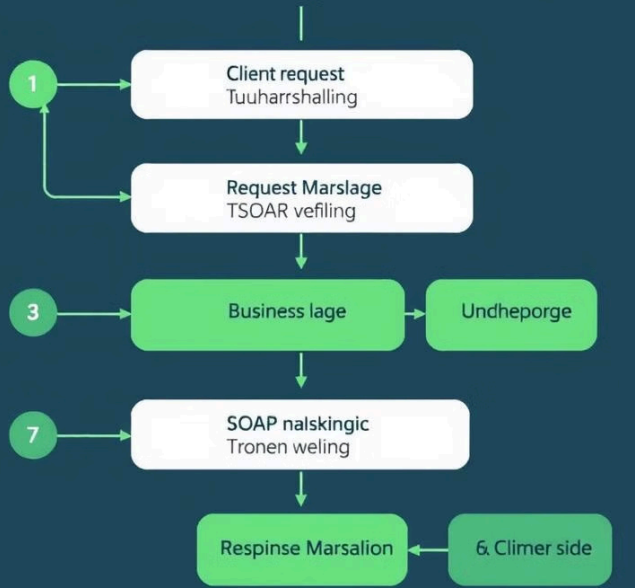 1
Client request
Tuuharrshalling
Request Marslage
TSOAR vefiling
3
Business lage
Undheporge
7
SOAP nalskingic
Tronen weling
Respinse Marsalion
6. Climer side